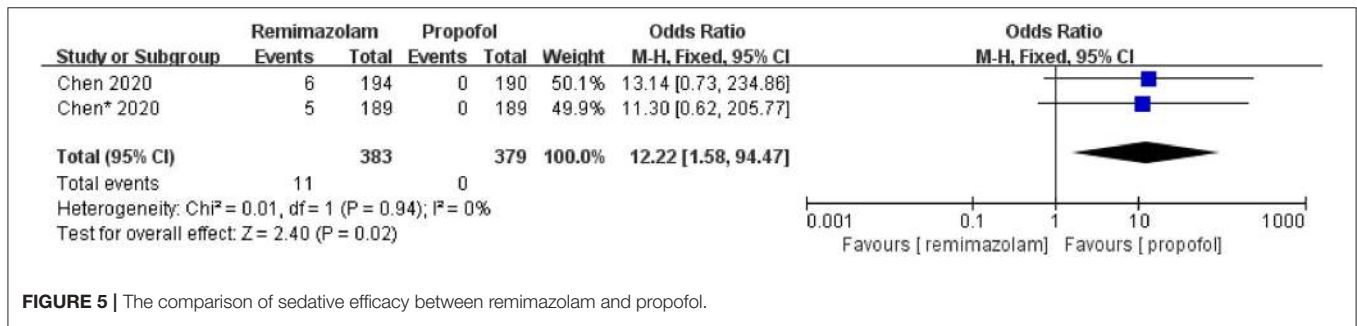 Remimazolam Propofol Odds Ratio Odds Ratio
Study or Subgroup Events Total Events Total Weight M-H, Fixed, 95% CI M-H, Fixed, 95% CI
Chen 2020 6 194 0 190 50.1% 13.14 [0.73, 234.86]
Chen* 2020 5 189 0 189 49.9% 11.30 [0.62, 205.77]
Total (95% CI) 383 379 100.0% 12.22 [1.58, 94.47]
Total events 11 0
Heterogeneity: Chi² = 0.01, df = 1 (P = 0.94); I² = 0%
Test for overall effect: Z = 2.40 (P = 0.02)
0.001 0.1 1 10 1000
Favours [remimazolam] Favours [propofol]
FIGURE 5 | The comparison of sedative efficacy between remimazolam and propofol.